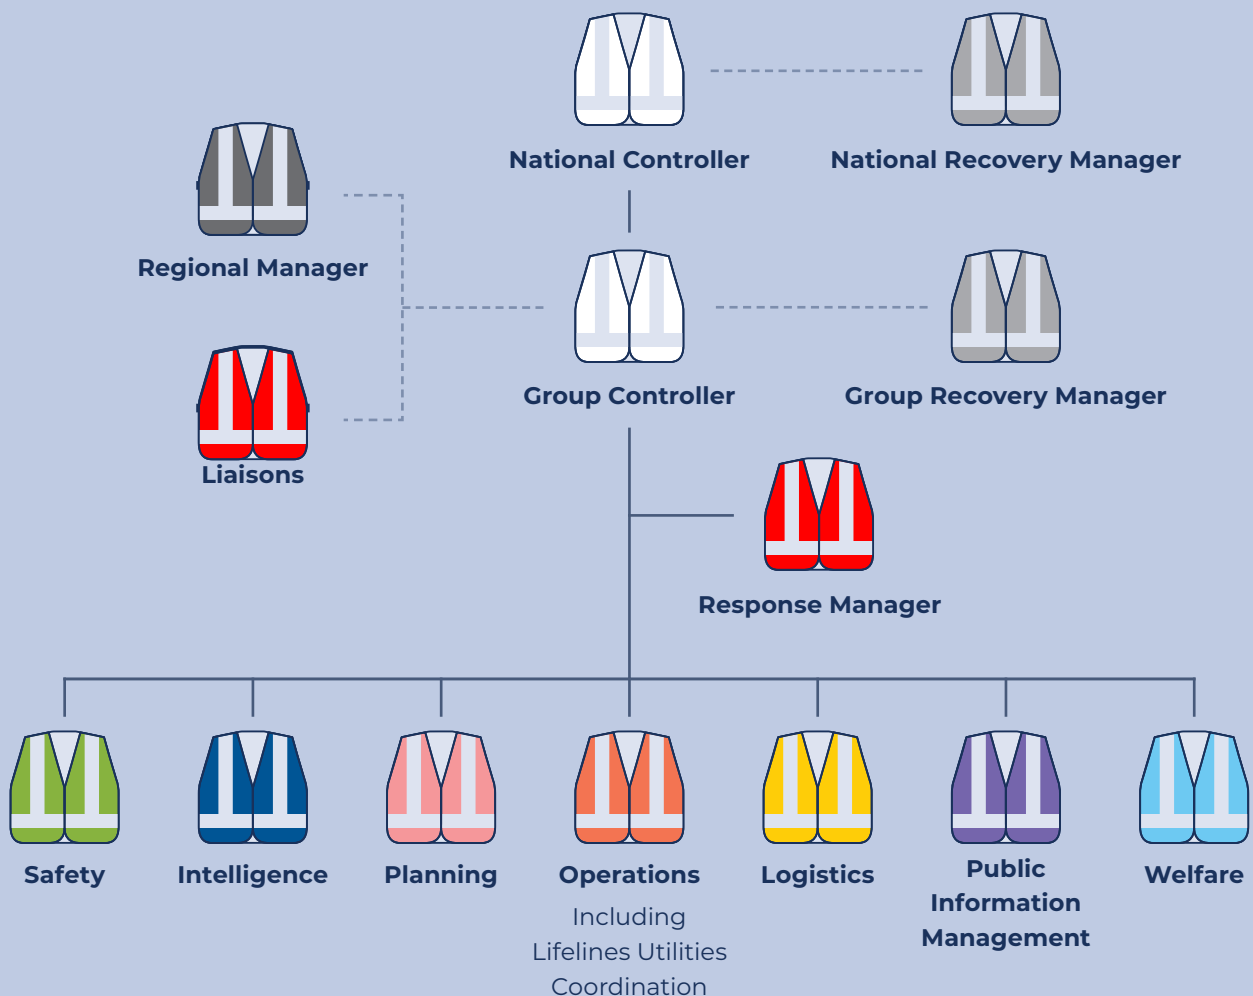 National Controller
National Recovery Manager
Regional Manager
Group Controller
Group Recovery Manager
Liaisons
Response Manager
Safety
Intelligence
Planning
Operations
Including
Lifelines Utilities
Coordination
Logistics
Public
Information
Management
Welfare